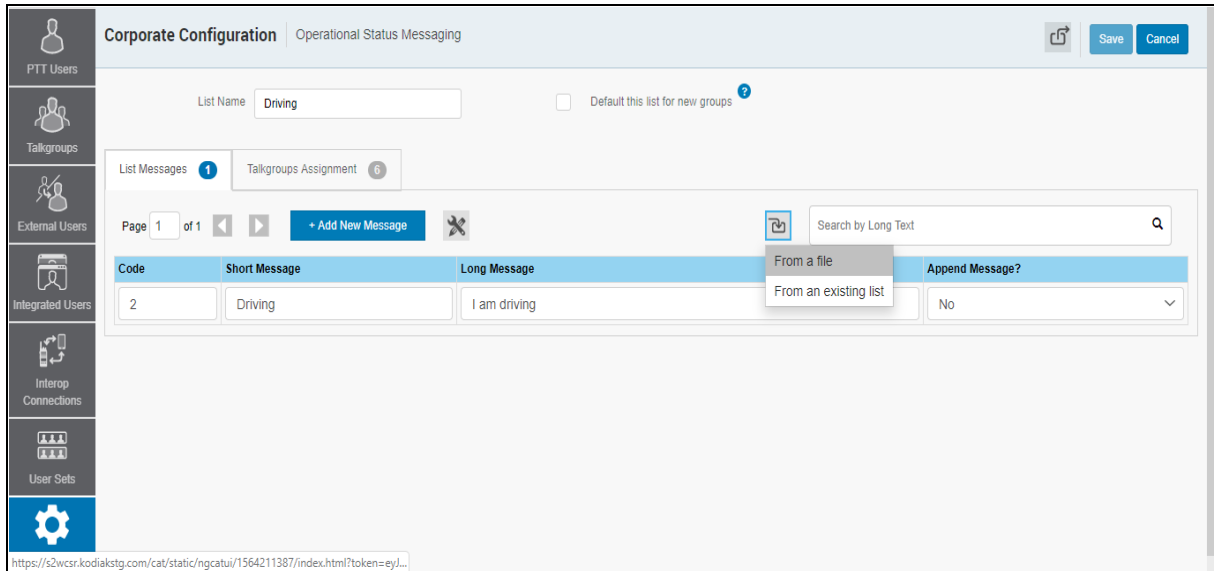 PTT Users
Talkgroups
External Users
Integrated Users
Interop
Connections
User Sets
Corporate Configuration Operational Status Messaging
Save Cancel
List Name Driving Default this list for new groups ?
List Messages 1 Talkgroups Assignment 6
Page 1 of 1 + Add New Message Search by Long Text
From a file
From an existing list
Code Short Message Long Message Append Message?
2 Driving I am driving No
https://s2wcsr.kodiakstg.com/cat/static/ngcatui/1564211387/index.html?token=eyJ...